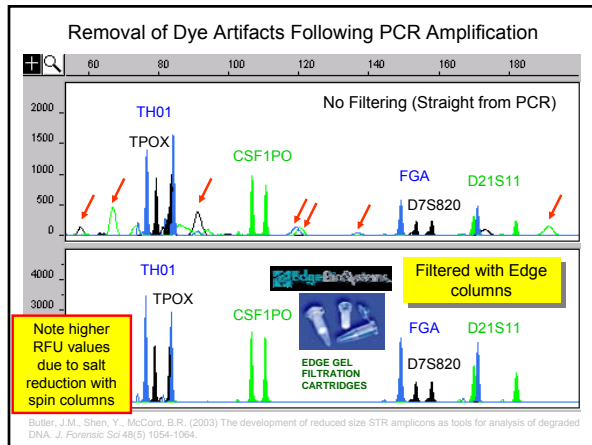 Removal of Dye Artifacts Following PCR Amplification
60 80 100 120 140 160 180
No Filtering (Straight from PCR)
2000
1500
1000
500
0
TH01
TPOX
CSF1PO
FGA
D7S820
D21S11
4000
3000
TH01
TPOX
CSF1PO
EdgeBioSystems
EDGE GEL
FILTRATION
CARTRIDGES
Filtered with Edge
columns
FGA
D7S820
D21S11
Note higher
RFU values
due to salt
reduction with
spin columns
Butler, J.M., Shen, Y., McCord, B.R. (2003) The development of reduced size STR amplicons as tools for analysis of degraded
DNA. J. Forensic Sci 48(5) 1054-1064.